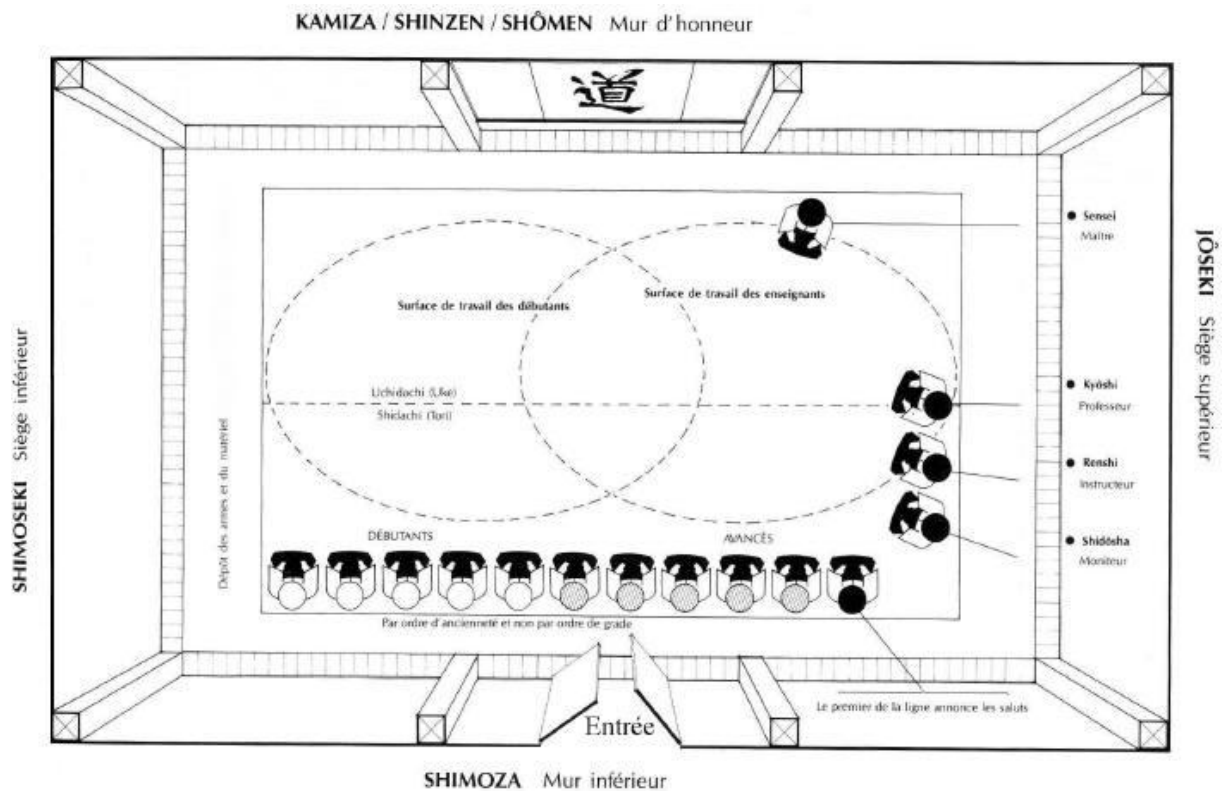 KAMIZA / SHINZEN / SHÔMEN Mur d'honneur
道
Sensei
Maître
Surface de travail des débutants
Surface de travail des enseignants
JÔSEKI Siège supérieur
SHIMOSEKI Siège inférieur
Uchidachi (Uke)
Shidachi (Tori)
Kyôshi
Professeur
Dépôt des armes et du matériel
Renshi
Instructeur
DÉBUTANTS
AVANCÉS
Shidôsha
Moniteur
Par ordre d'ancienneté et non par ordre de grade
Le premier de la ligne annonce les saluts
Entrée
SHIMOZA Mur inférieur